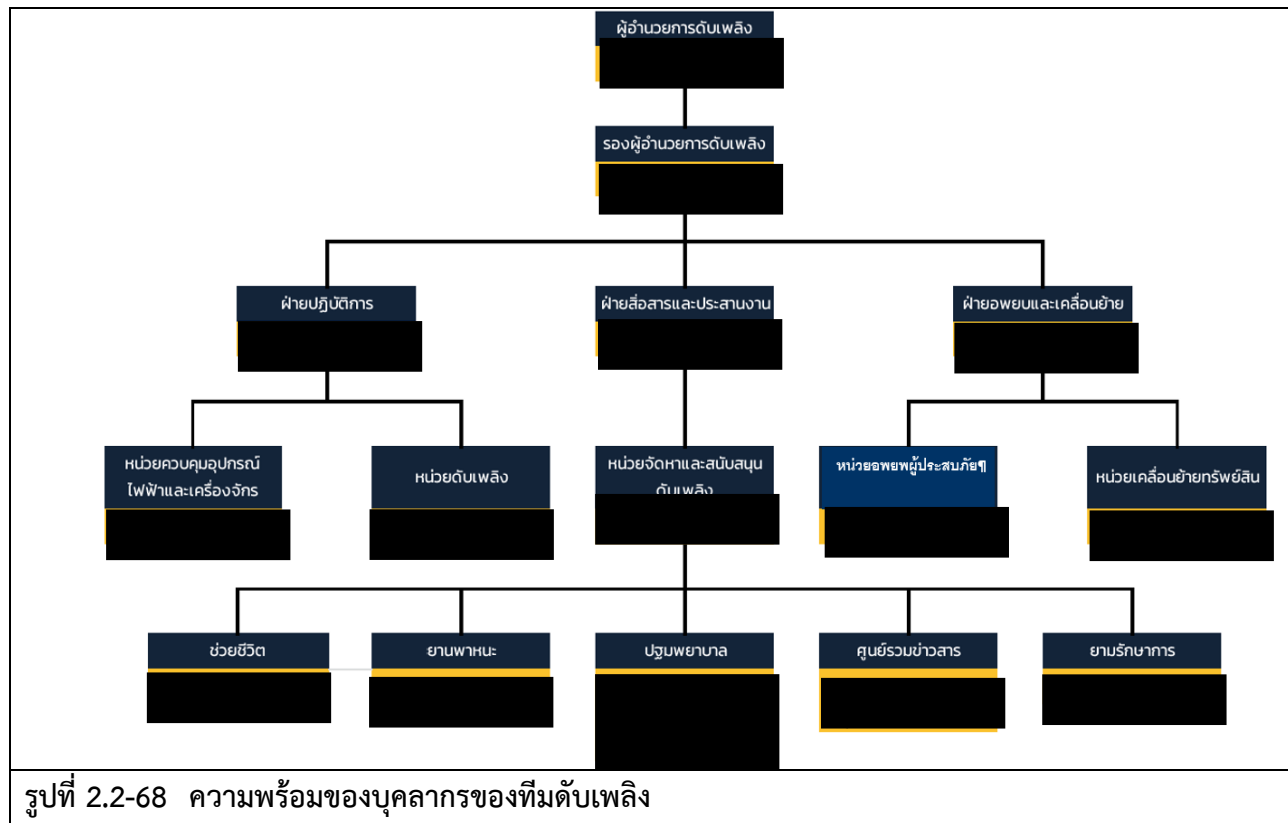 ผู้อำนวยการดับเพลิง
รองผู้อำนวยการดับเพลิง
ฝ่ายปฏิบัติการ
ฝ่ายสื่อสารและประสานงาน
ฝ่ายอพยบและเคลื่อนย้าย
หน่วยควบคุมอุปกรณ์
ไฟฟ้าและเครื่องจักร
หน่วยดับเพลิง
หน่วยจัดหาและสนับสนุน
ดับเพลิง
หน่วยอพยพผู้ประสบภัย¶
หน่วยเคลื่อนย้ายทรัพย์สิน
ช่วยชีวิต
ยานพาหนะ
ปฐมพยาบาล
ศูนย์รวมข่าวสาร
ยามรักษาการ
รูปที่ 2.2-68 ความพร้อมของบุคลากรของทีมดับเพลิง